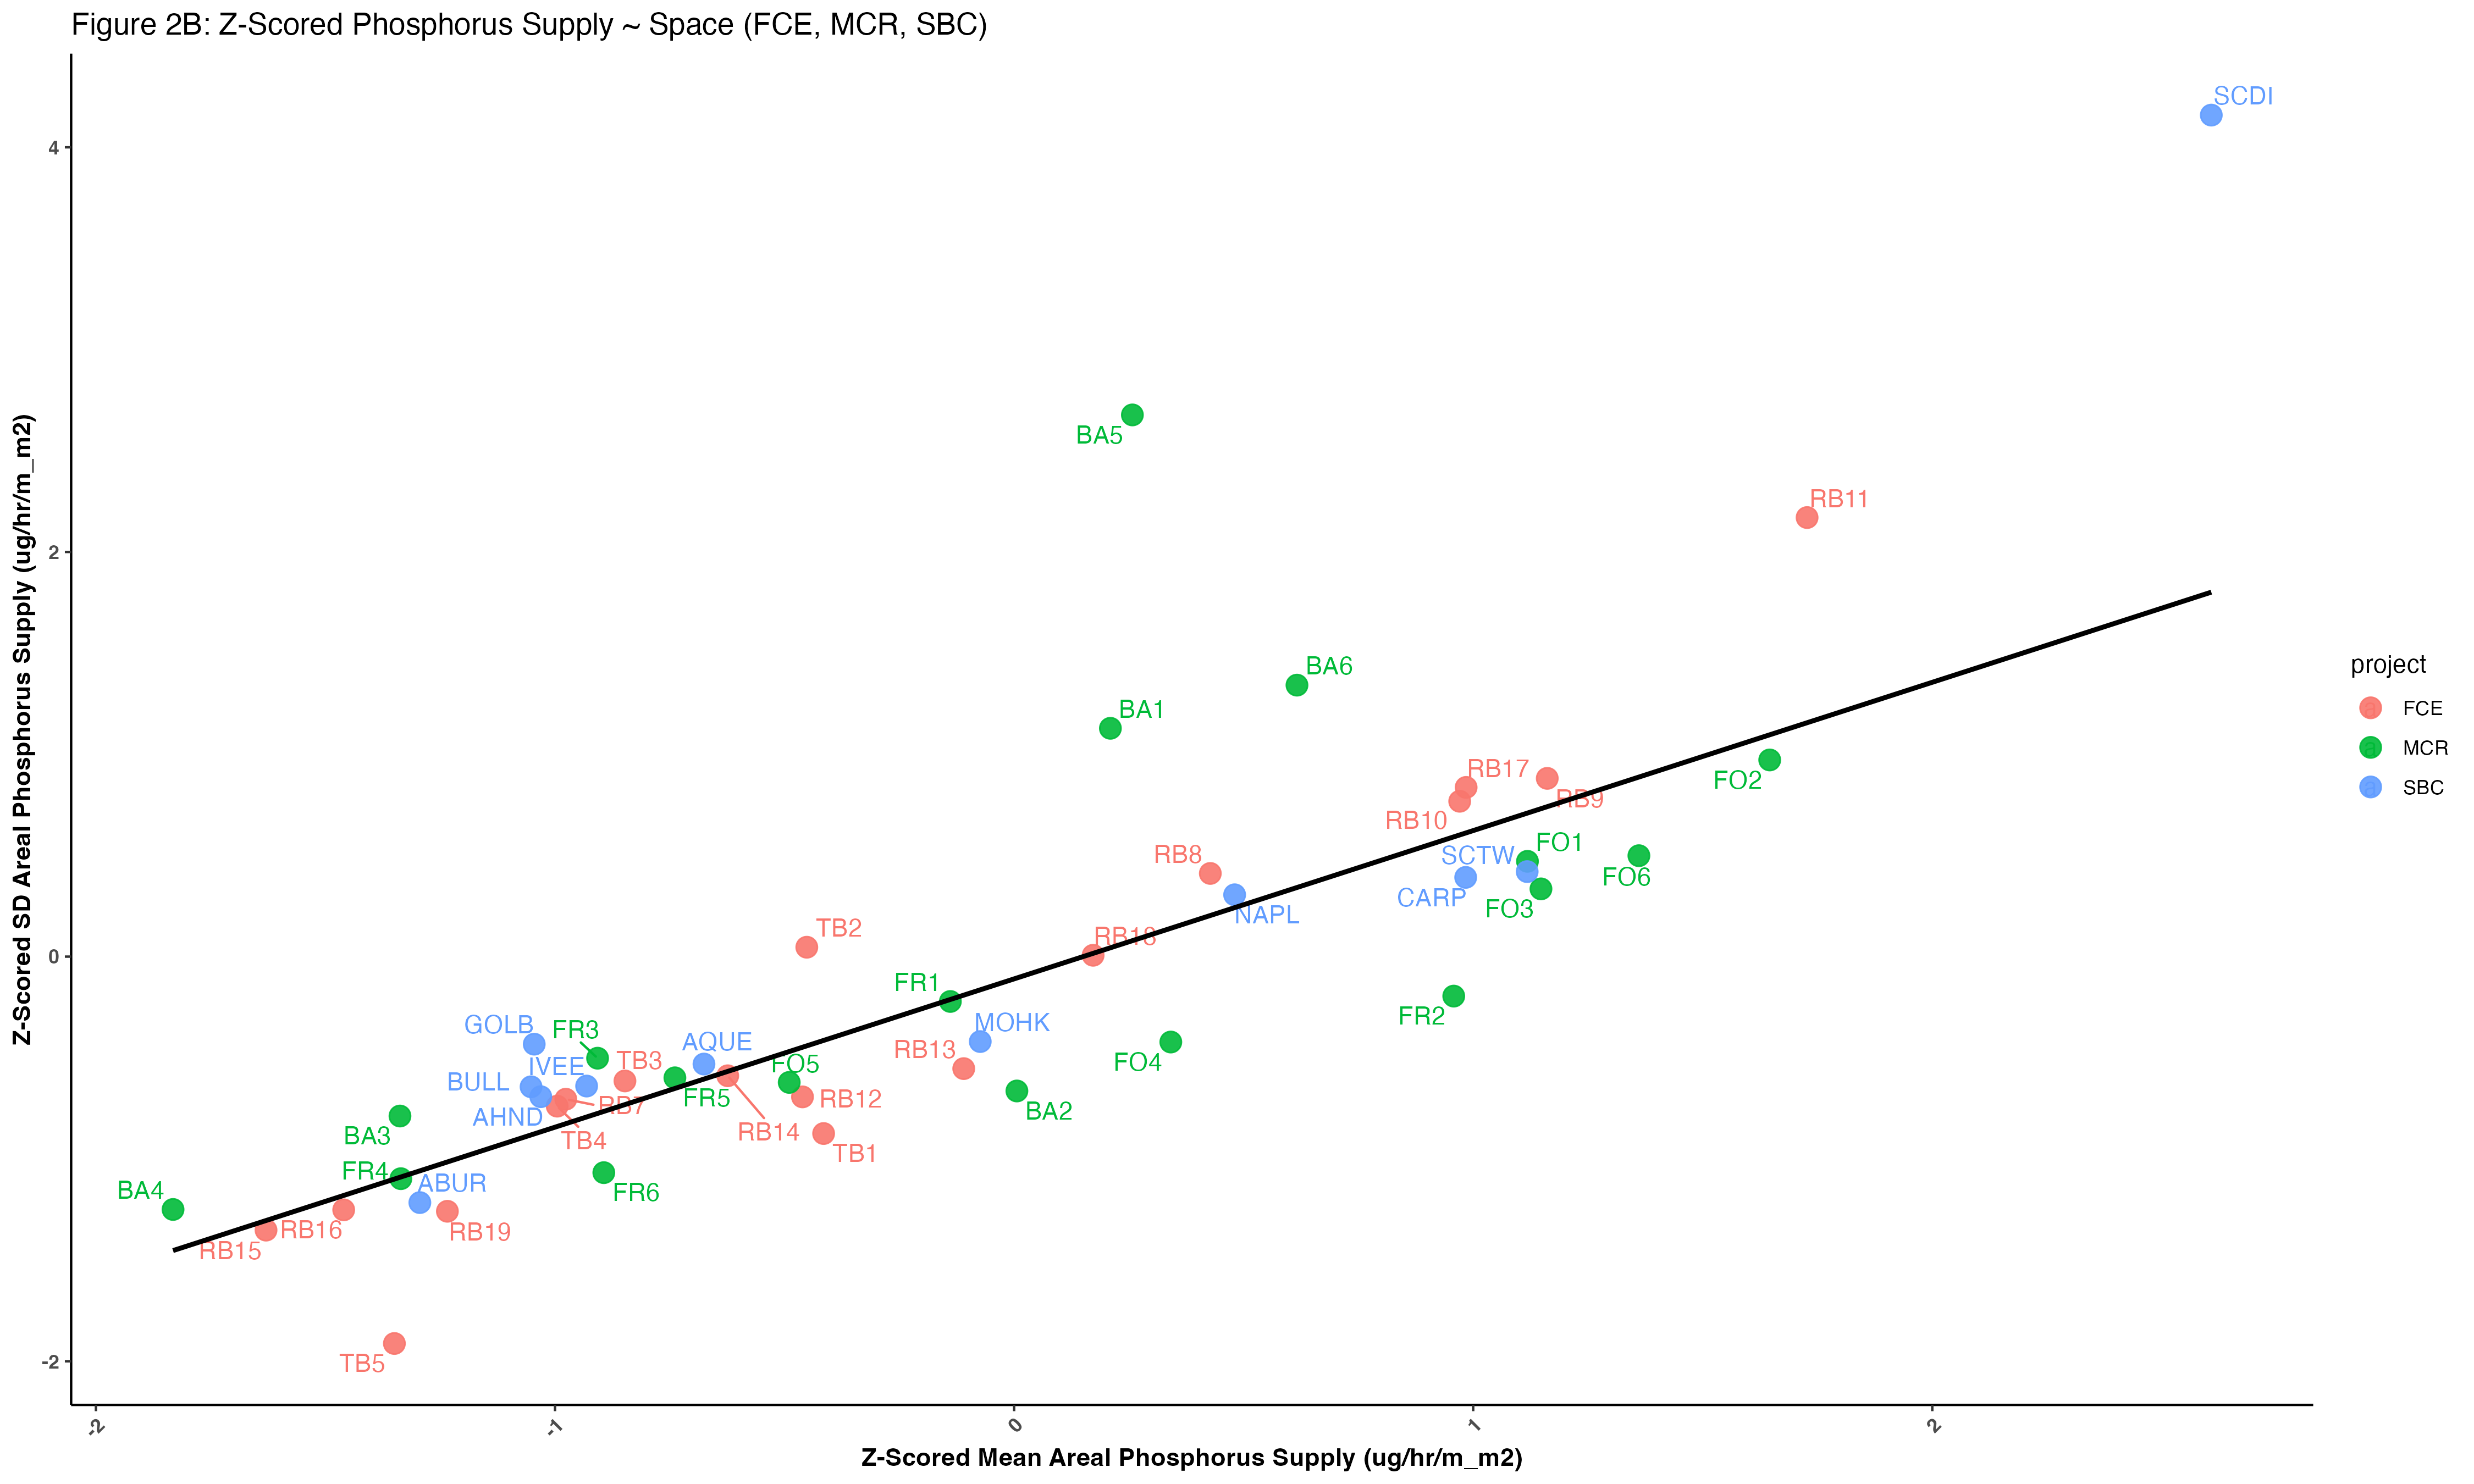 Figure 2B: Z-Scored Phosphorus Supply ~ Space (FCE, MCR, SBC)
Z-Scored SD Areal Phosphorus Supply (ug/hr/m_m2)
4
2
0
-2
SCDI
BA5
RB11
BA6
BA1
RB17
FO2
RB9
RB10
FO1
RB8
SCTW
FO6
CARP
FO3
NAPL
TB2
RB18
FR1
FR2
GOLB
FR3
MOHK
AQUE
RB13
TB3
FO5
FO4
IVEE
BULL
FR5
RB12
RB7
BA2
AHND
RB14
BA3
TB4
TB1
FR4
ABUR
BA4
FR6
RB16
RB19
RB15
TB5
project
FCE
MCR
SBC
-2
-1
0
1
2
Z-Scored Mean Areal Phosphorus Supply (ug/hr/m_m2)